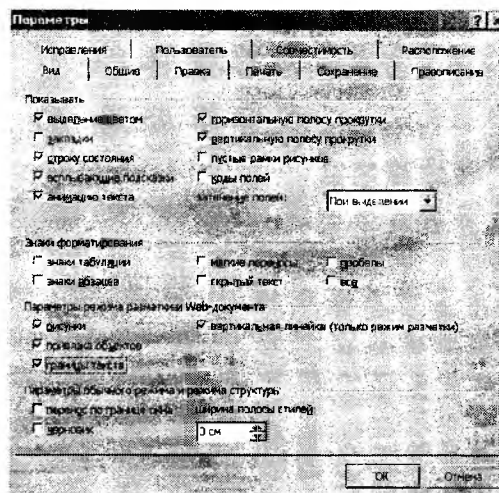 Параметры
Исправления Пользователь Совместимость Расположение
Вид Общие Правка Печать Сохранение Правописание
Показывать
выделение цветом горизонтальную полосу прокрутки
закладки вертикальную полосу прокрутки
строку состояния пустые рамки рисунков
всплывающие подсказки коды полей
анимацию текста затенение полей: При выделении
Знаки форматирования
знаки табуляции мягкие переносы пробелы
знаки абзацев скрытый текст все
Параметры режима разметки и Web-документа
рисунки вертикальная линейка (только режим разметки)
привязка объектов
границы текста
Параметры обычного режима и режима структуры
перенос по границе окна ширина полосы стилей:
черновик 0 см
ОК Отмена